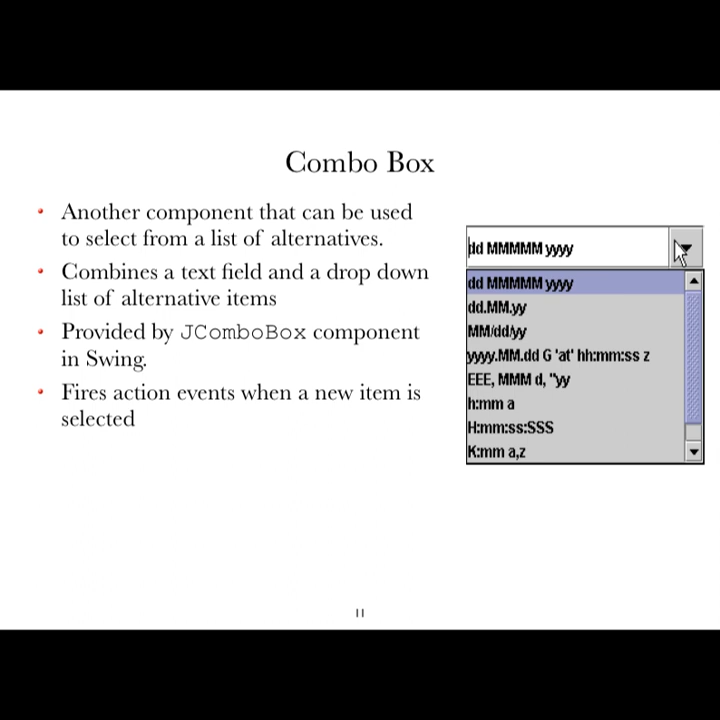 Combo Box
• Another component that can be used
to select from a list of alternatives.
• Combines a text field and a drop down
list of alternative items
• Provided by JComboBox component
in Swing.
• Fires action events when a new item is
selected
dd MMMMM yyyy
dd MMMMM yyyy
dd.MM.yy
MM/dd/yy
yyyy.MM.dd G 'at' hh:mm:ss z
EEE, MMM d, "yy
h:mm a
H:mm:ss:SSS
K:mm a,z
11